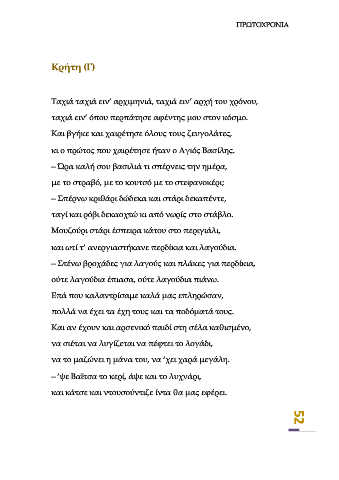 ΠΡΩΤΟΧΡΟΝΙΑ
Κρήτη (Γ)
Ταχιά ταχιά ειν' αρχιμηνιά, ταχιά ειν' αρχή του χρόνου,
ταχιά ειν' όπου περπάτησε αφέντης μου στον κόσμο.
Και βγήκε και χαιρέτησε όλους τους ζευγολάτες,
κι ο πρώτος που χαιρέτησε ήταν ο Αγιός Βασίλης.
– Ώρα καλή σου βασιλιά τι σπέρνεις την ημέρα,
με το στραβό, με το κουτσό με το στεφανοκέρι;
– Σπέρνω κριθάρι δώδεκα και στάρι δεκαπέντε,
ταγί και ρόβι δεκαοχτώ κι από νωρίς στο στάβλο.
Μουζούρι στάρι έσπειρα κάτου στο περιγιάλι,
και ωτί τ' ανεργιαστήκανε περδίκια και λαγούδια.
– Στένω βροχάδες για λαγούς και πλάκες για περδίκια,
ούτε λαγούδια έπιασα, ούτε λαγούδια πιάνω.
Επά που καλαντρίσαμε καλά μας επληρώσαν,
πολλά να έχει τα έχη τους και τα ποδόματά τους.
Και αν έχουν και αρσενικό παιδί στη σέλα καθισμένο,
να σιέται να λυγίζεται να πέφτει το λογάδι,
να το μαζώνει η μάνα του, να 'χει χαρά μεγάλη.
– 'ψε Βαΐτσα το κερί, άψε και το λυχνάρι,
και κάτσε και ντουσούντιζε ίντα θα μας εφέρει.
52